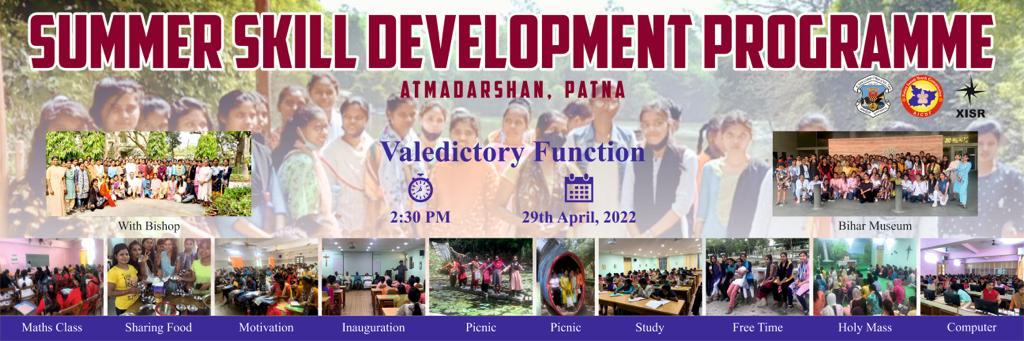 SUMMER SKILL DEVELOPMENT PROGRAMME
ATMADARSHAN, PATNA
XISR
Valedictory Function
2:30 PM
29th April, 2022
With Bishop
Bihar Museum
Maths Class
Sharing Food
Motivation
Inauguration
Picnic
Picnic
Study
Free Time
Holy Mass
Computer